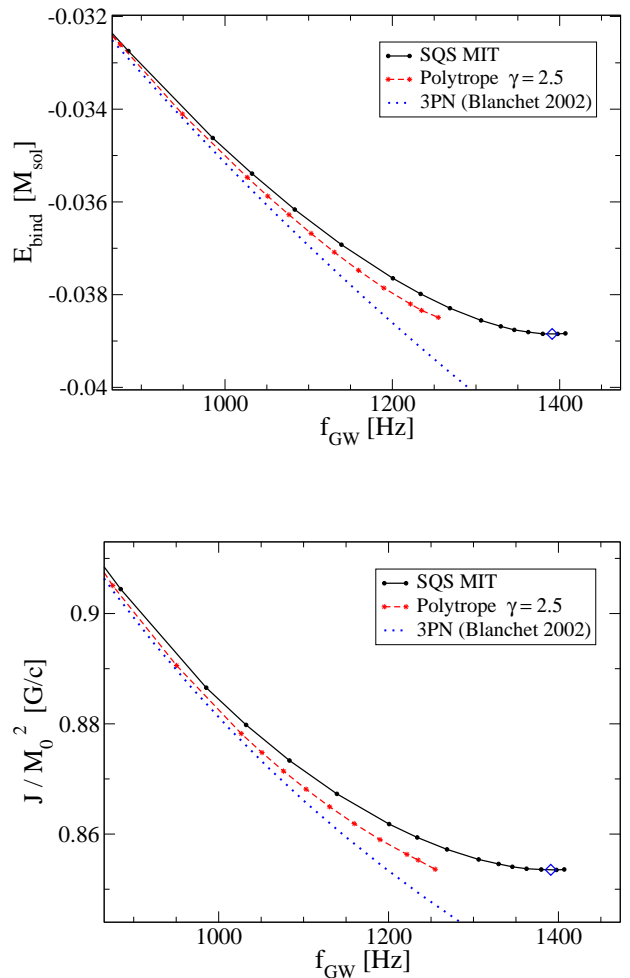 -0.032
-0.034
-0.036
-0.038
-0.04
E_bind [M_sol]
SQS MIT
Polytrope γ = 2.5
3PN (Blanchet 2002)
1000 1200 1400
f_GW [Hz]
0.9
0.88
0.86
J / M_0^2 [G/c]
SQS MIT
Polytrope γ = 2.5
3PN (Blanchet 2002)
1000 1200 1400
f_GW [Hz]